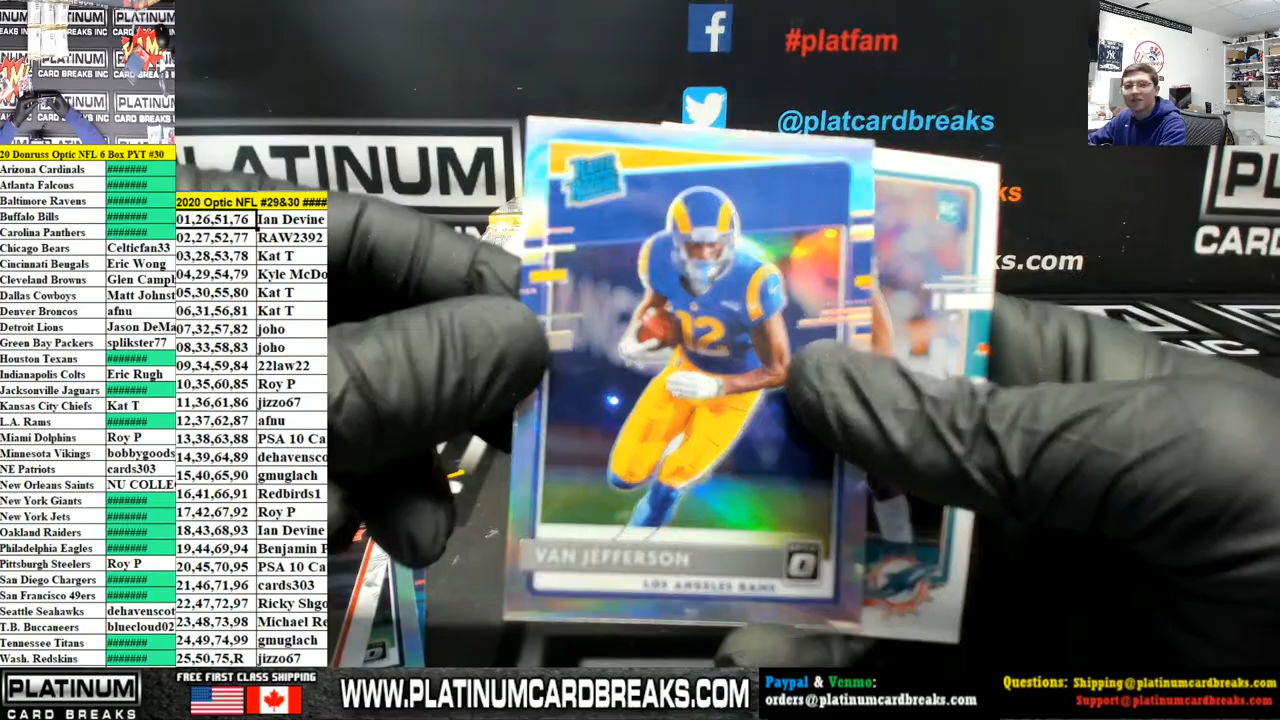 PLATINUM
CARD BREAKS INC
#platfam
@platcardbreaks
ks.com
PLATINUM
CARD
20 Donruss Optic NFL 6 Box PYT #30
Arizona Cardinals #######
Atlanta Falcons #######
Baltimore Ravens #######
Buffalo Bills #######
Carolina Panthers #######
Chicago Bears Celticfan33
Cincinnati Bengals Eric Wong
Cleveland Browns Glen Campl
Dallas Cowboys Matt Johnst
Denver Broncos afnu
Detroit Lions Jason DeMa
Green Bay Packers splikster77
Houston Texans #######
Indianapolis Colts Eric Rugh
Jacksonville Jaguars #######
Kansas City Chiefs Kat T
L.A. Rams #######
Miami Dolphins Roy P
Minnesota Vikings bobbygoods
NE Patriots cards303
New Orleans Saints NU COLLE
New York Giants #######
New York Jets #######
Oakland Raiders #######
Philadelphia Eagles #######
Pittsburgh Steelers Roy P
San Diego Chargers #######
San Francisco 49ers #######
Seattle Seahawks dehavenscot
T.B. Buccaneers bluecloud02
Tennessee Titans #######
Wash. Redskins #######
2020 Optic NFL #29&30 ####
01,26,51,76 Ian Devine
02,27,52,77 RAW2392
03,28,53,78 Kat T
04,29,54,79 Kyle McDo
05,30,55,80 Kat T
06,31,56,81 Kat T
07,32,57,82 joho
08,33,58,83 joho
09,34,59,84 22law22
10,35,60,85 Roy P
11,36,61,86 jizzo67
12,37,62,87 afnu
13,38,63,88 PSA 10 Ca
14,39,64,89 dehavensco
15,40,65,90 gmuglach
16,41,66,91 Redbirds1
17,42,67,92 Roy P
18,43,68,93 Ian Devine
19,44,69,94 Benjamin F
20,45,70,95 PSA 10 Ca
21,46,71,96 cards303
22,47,72,97 Ricky Shgo
23,48,73,98 Michael Re
24,49,74,99 gmuglach
25,50,75,R jizzo67
12
VAN JEFFERSON
LOS ANGELES RAMS
PLATINUM
CARD BREAKS
FREE FIRST CLASS SHIPPING
WWW.PLATINUMCARDBREAKS.COM
Paypal & Venmo:
orders@platinumcardbreaks.com
Questions: Shipping@platinumcardbreaks.com
Support@platinumcardbreaks.com